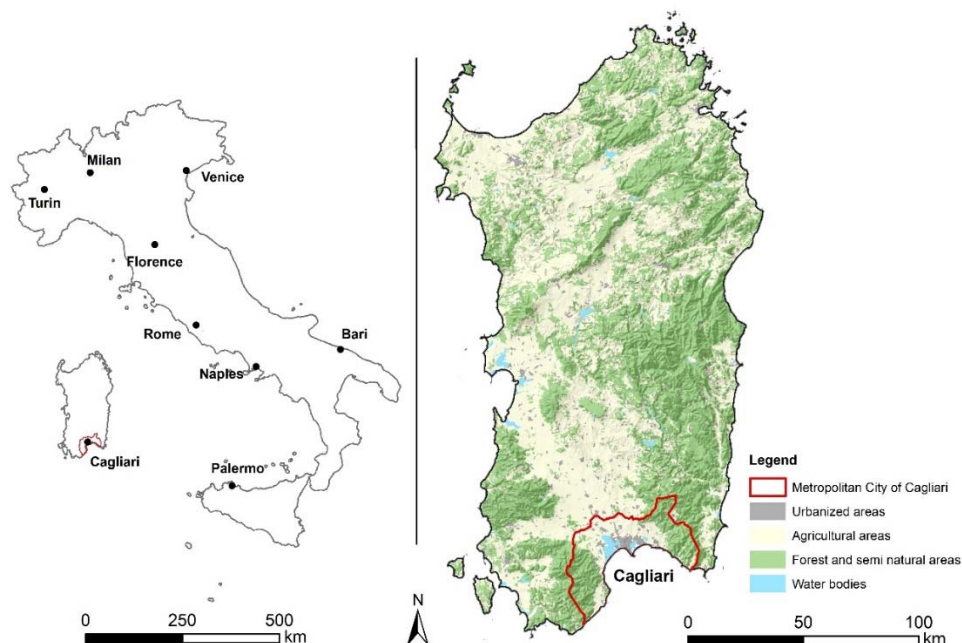 Milan
Venice
Turin
Florence
Rome
Bari
Naples
Cagliari
Palermo
0 250 500
km
N
Cagliari
Legend
Metropolitan City of Cagliari
Urbanized areas
Agricultural areas
Forest and semi natural areas
Water bodies
0 50 100
km